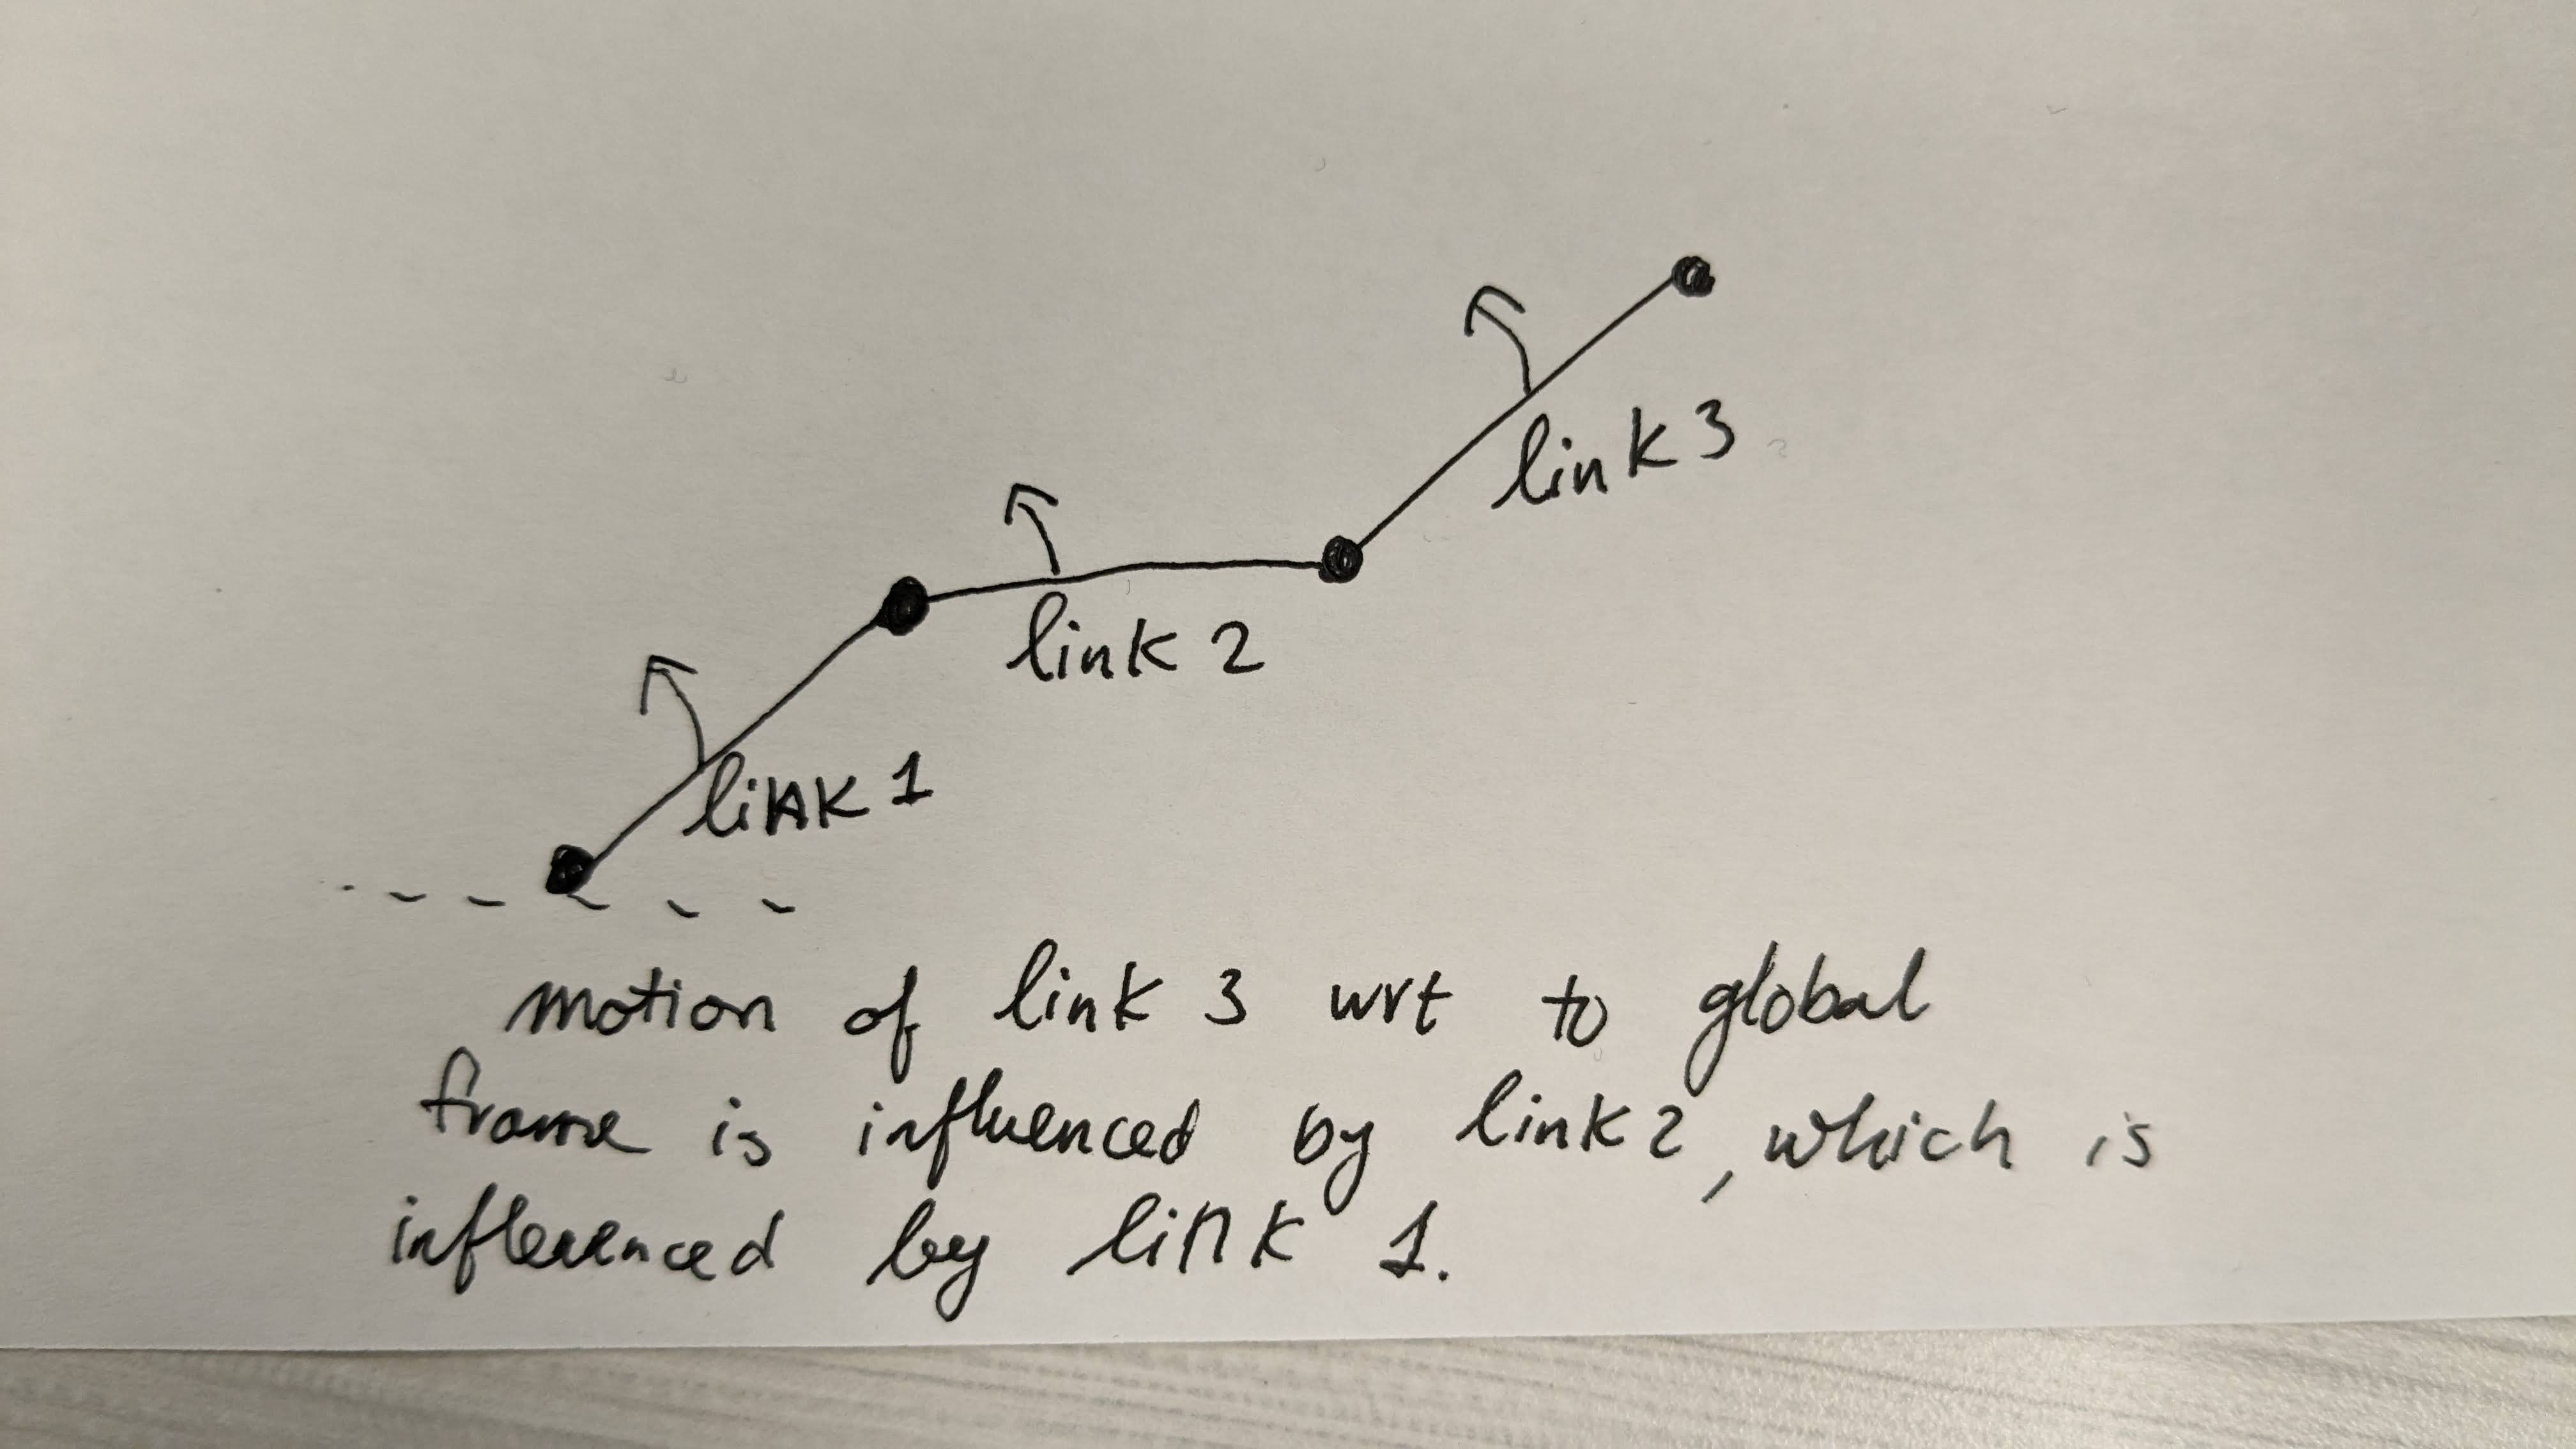 link 3
link 2
link 1
motion of link 3 wrt to global
frame is influenced by link 2, which is
influenced by link 1.